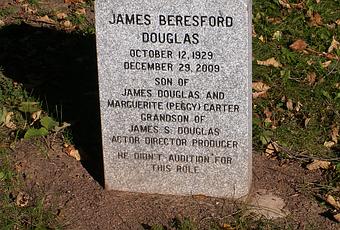 JAMES BERESFORD
DOUGLAS
OCTOBER 12, 1929
DECEMBER 29, 2009
SON OF
JAMES DOUGLAS AND
MARGUERITE (PEGGY) CARTER
GRANDSON OF
JAMES S. DOUGLAS
ACTOR DIRECTOR PRODUCER
HE DIDN'T AUDITION FOR
THIS ROLE